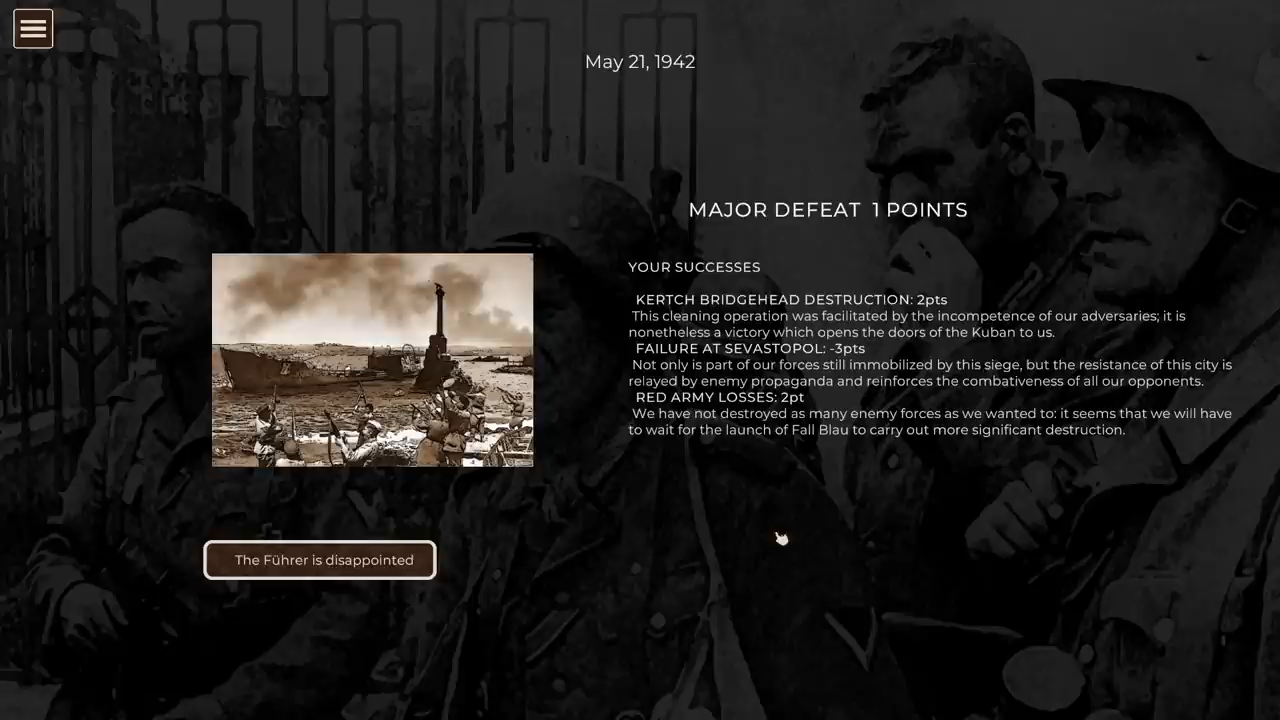 May 21, 1942
MAJOR DEFEAT 1 POINTS
YOUR SUCCESSES
KERTCH BRIDGEHEAD DESTRUCTION: 2pts
This cleaning operation was facilitated by the incompetence of our adversaries; it is
nonetheless a victory which opens the doors of the Kuban to us.
FAILURE AT SEVASTOPOL: -3pts
Not only is part of our forces still immobilized by this siege, but the resistance of this city is
relayed by enemy propaganda and reinforces the combativeness of all our opponents.
RED ARMY LOSSES: 2pt
We have not destroyed as many enemy forces as we wanted to: it seems that we will have
to wait for the launch of Fall Blau to carry out more significant destruction.
The Führer is disappointed